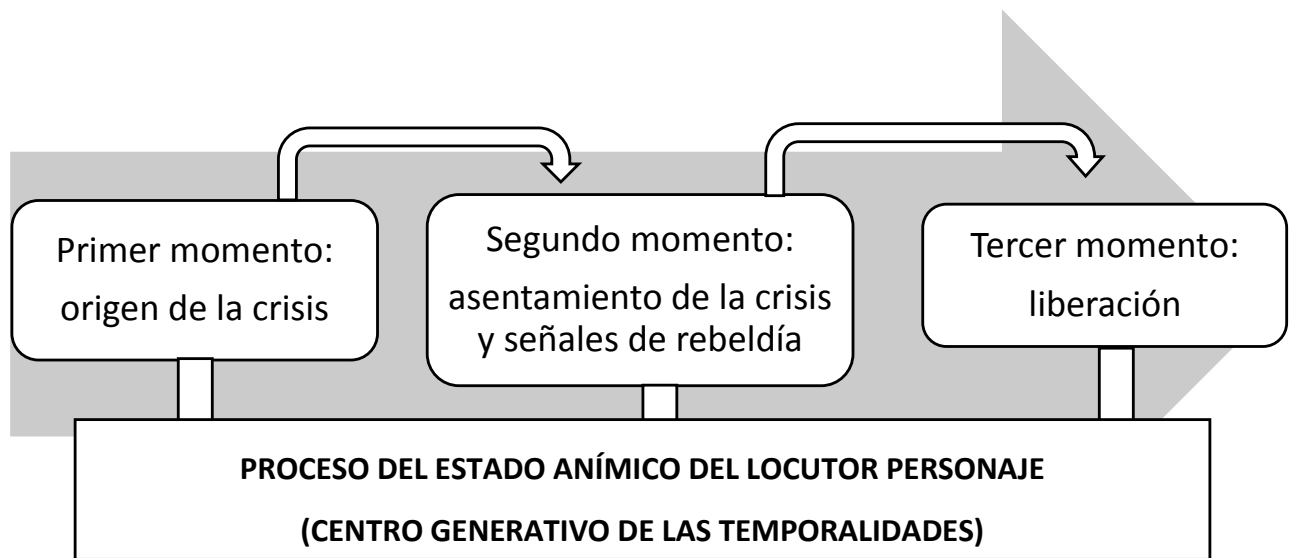 Primer momento:
origen de la crisis
Segundo momento:
asentamiento de la crisis
y señales de rebeldía
Tercer momento:
liberación
PROCESO DEL ESTADO ANÍMICO DEL LOCUTOR PERSONAJE
(CENTRO GENERATIVO DE LAS TEMPORALIDADES)